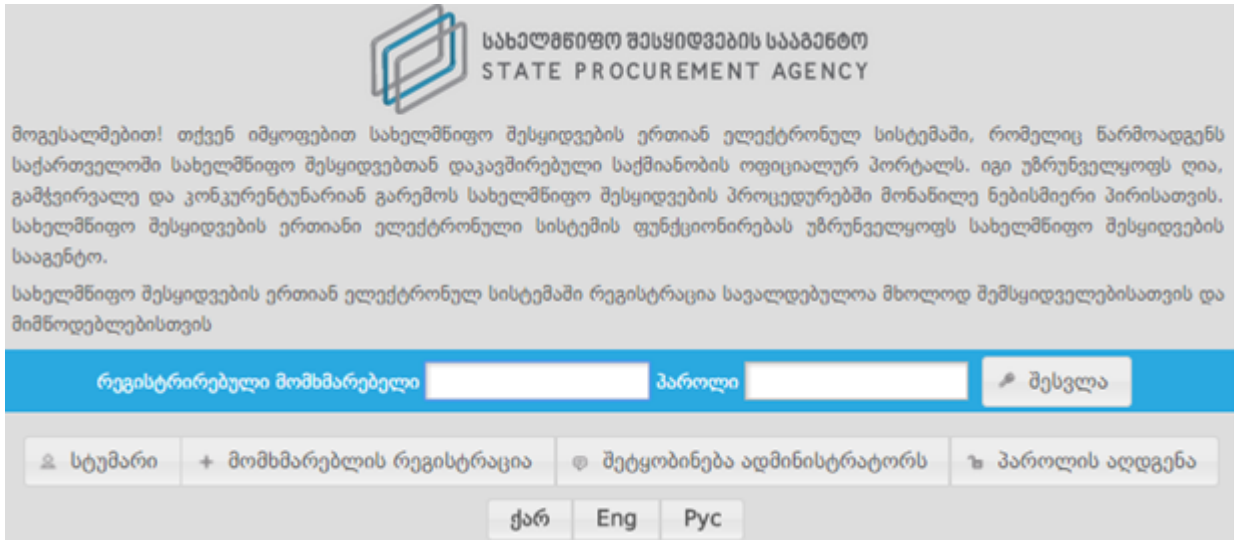 სახელმწიფო შესყიდვების სააგენტო
STATE PROCUREMENT AGENCY
მოგესალმებით! თქვენ იმყოფებით სახელმწიფო შესყიდვების ერთიან ელექტრონულ სისტემაში, რომელიც წარმოადგენს
საქართველოში სახელმწიფო შესყიდვებთან დაკავშირებული საქმიანობის ოფიციალურ პორტალს. იგი უზრუნველყოფს ღია,
გამჭვირვალე და კონკურენტუნარიან გარემოს სახელმწიფო შესყიდვების პროცედურებში მონაწილე ნებისმიერი პირისათვის.
სახელმწიფო შესყიდვების ერთიანი ელექტრონული სისტემის ფუნქციონირებას უზრუნველყოფს სახელმწიფო შესყიდვების
სააგენტო.
სახელმწიფო შესყიდვების ერთიან ელექტრონულ სისტემაში რეგისტრაცია სავალდებულოა მხოლოდ შემსყიდველებისათვის და
მიმწოდებლებისთვის
რეგისტრირებული მომხმარებელი პაროლი შესვლა
სტუმარი + მომხმარებლის რეგისტრაცია შეტყობინება ადმინისტრატორს პაროლის აღდგენა
ქარ Eng Рус